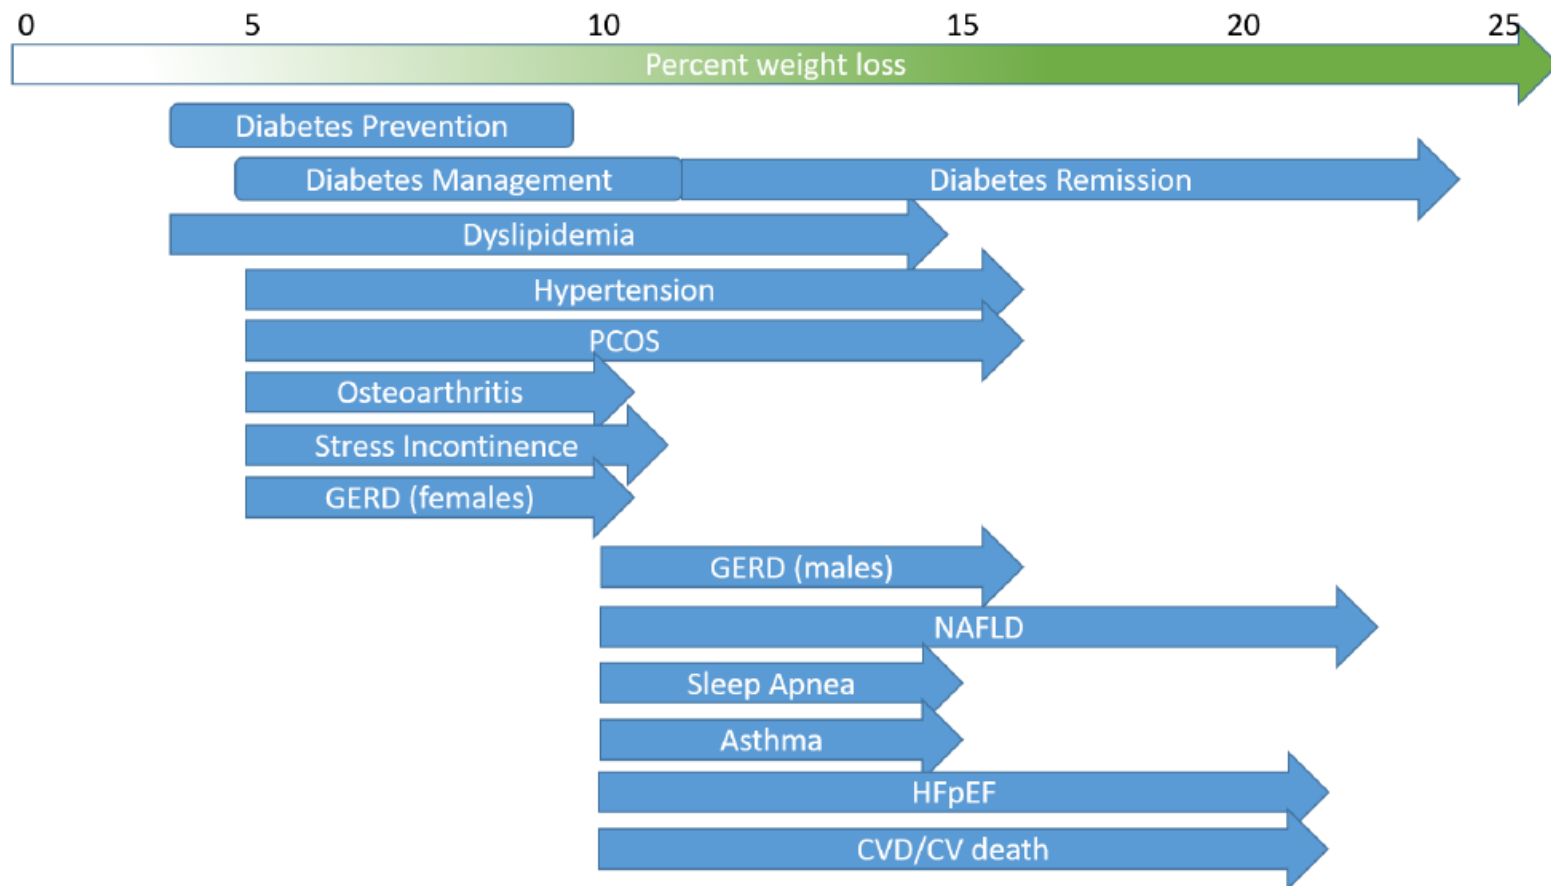 0 5 10 15 20 25
Percent weight loss
Diabetes Prevention
Diabetes Management Diabetes Remission
Dyslipidemia
Hypertension
PCOS
Osteoarthritis
Stress Incontinence
GERD (females)
GERD (males)
NAFLD
Sleep Apnea
Asthma
HFpEF
CVD/CV death